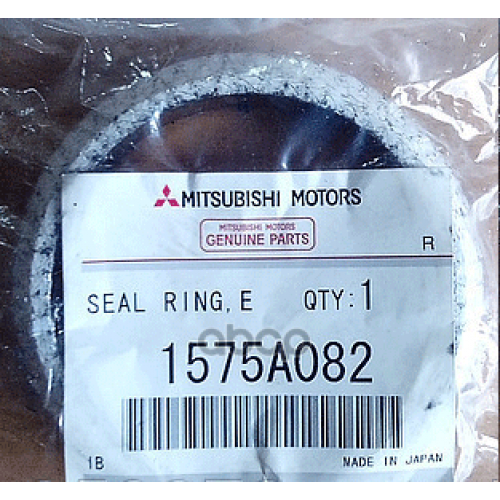 MITSUBISHI MOTORS
MITSUBISHI MOTORS
GENUINE PARTS
R
SEAL RING,E QTY:1
1575A082
1B MADE IN JAPAN